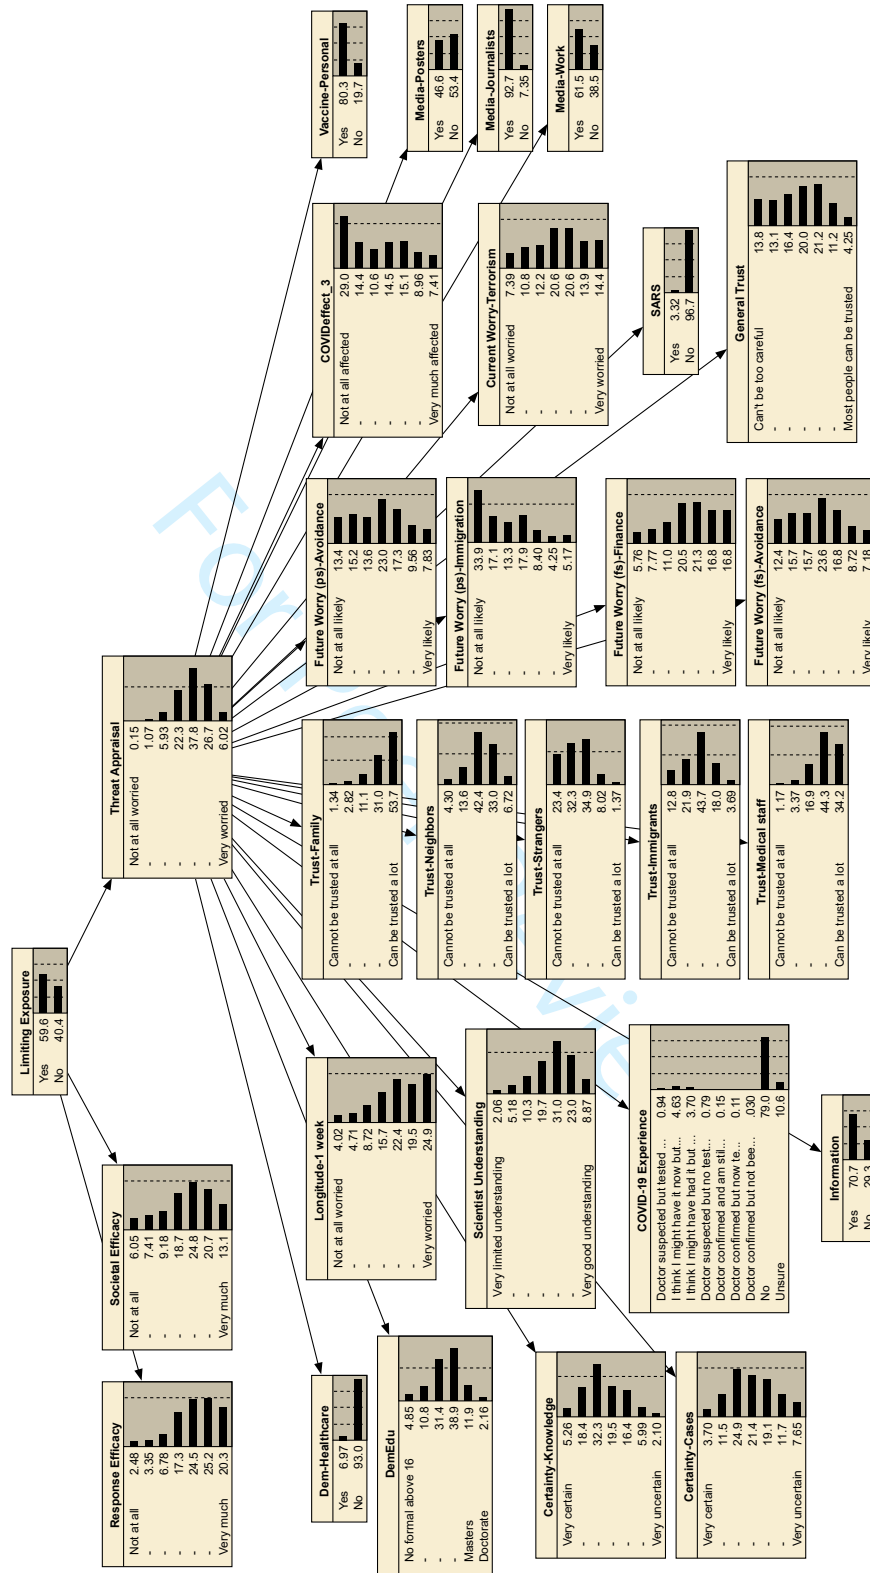 Limiting Exposure
Yes 59.6
No 40.4
Response Efficacy
Not at all 2.48
- 3.35
- 6.78
- 17.3
- 24.5
- 25.2
Very much 20.3
Societal Efficacy
Not at all 6.05
- 7.41
- 9.18
- 18.7
- 24.8
- 20.7
Very much 13.1
Threat Appraisal
Not at all worried 0.15
- 1.07
- 5.93
- 22.3
- 37.8
- 26.7
Very worried 6.02
Dem-Healthcare
Yes 6.97
No 93.0
Longitude-1 week
Not at all worried 4.02
- 4.71
- 8.72
- 15.7
- 22.4
- 19.5
Very worried 24.9
Trust-Family
Cannot be trusted at all 1.34
- 2.82
- 11.1
- 31.0
Can be trusted a lot 53.7
Future Worry (ps)-Avoidance
Not at all likely 13.4
- 15.2
- 13.6
- 23.0
- 17.3
- 9.56
Very likely 7.83
COVIDeffect_3
Not at all affected 29.0
- 14.4
- 10.6
- 14.5
- 15.1
- 8.96
Very much affected 7.41
Vaccine-Personal
Yes 80.3
No 19.7
DemEdu
No formal above 16 4.85
- 10.8
- 31.4
- 38.9
Masters 11.9
Doctorate 2.16
Trust-Neighbors
Cannot be trusted at all 4.30
- 13.6
- 42.4
- 33.0
Can be trusted a lot 6.72
Media-Posters
Yes 46.6
No 53.4
Scientist Understanding
Very limited understanding 2.06
- 5.18
- 10.3
- 19.7
- 31.0
- 23.0
Very good understanding 8.87
Future Worry (ps)-Immigration
Not at all likely 33.9
- 17.1
- 13.3
- 17.9
- 8.40
- 4.25
Very likely 5.17
Current Worry-Terrorism
Not at all worried 7.39
- 10.8
- 12.2
- 20.6
- 20.6
- 13.9
Very worried 14.4
Media-Journalists
Yes 92.7
No 7.35
Trust-Strangers
Cannot be trusted at all 23.4
- 32.3
- 34.9
- 8.02
Can be trusted a lot 1.37
Media-Work
Yes 61.5
No 38.5
Certainty-Knowledge
Very certain 5.26
- 18.4
- 32.3
- 19.5
- 16.4
- 5.99
Very uncertain 2.10
COVID-19 Experience
Doctor suspected but tested ... 0.94
I think I might have it now but... 4.63
I think I might have had it but ... 3.70
Doctor suspected but no test... 0.79
Doctor confirmed and am stil... 0.15
Doctor confirmed but now te... 0.11
Doctor confirmed but not bee... .030
No 79.0
Unsure 10.6
Trust-Immigrants
Cannot be trusted at all 12.8
- 21.9
- 43.7
- 18.0
Can be trusted a lot 3.69
Future Worry (fs)-Finance
Not at all likely 5.76
- 7.77
- 11.0
- 20.5
- 21.3
- 16.8
Very likely 16.8
SARS
Yes 3.32
No 96.7
Certainty-Cases
Very certain 3.70
- 11.5
- 24.9
- 21.4
- 19.1
- 11.7
Very uncertain 7.65
Trust-Medical staff
Cannot be trusted at all 1.17
- 3.37
- 16.9
- 44.3
Can be trusted a lot 34.2
Future Worry (fs)-Avoidance
Not at all likely 12.4
- 15.7
- 15.7
- 23.6
- 16.8
- 8.72
Very likely 7.18
General Trust
Can't be too careful 13.8
- 13.1
- 16.4
- 20.0
- 21.2
- 11.2
Most people can be trusted 4.25
Information
Yes 70.7
No 29.3